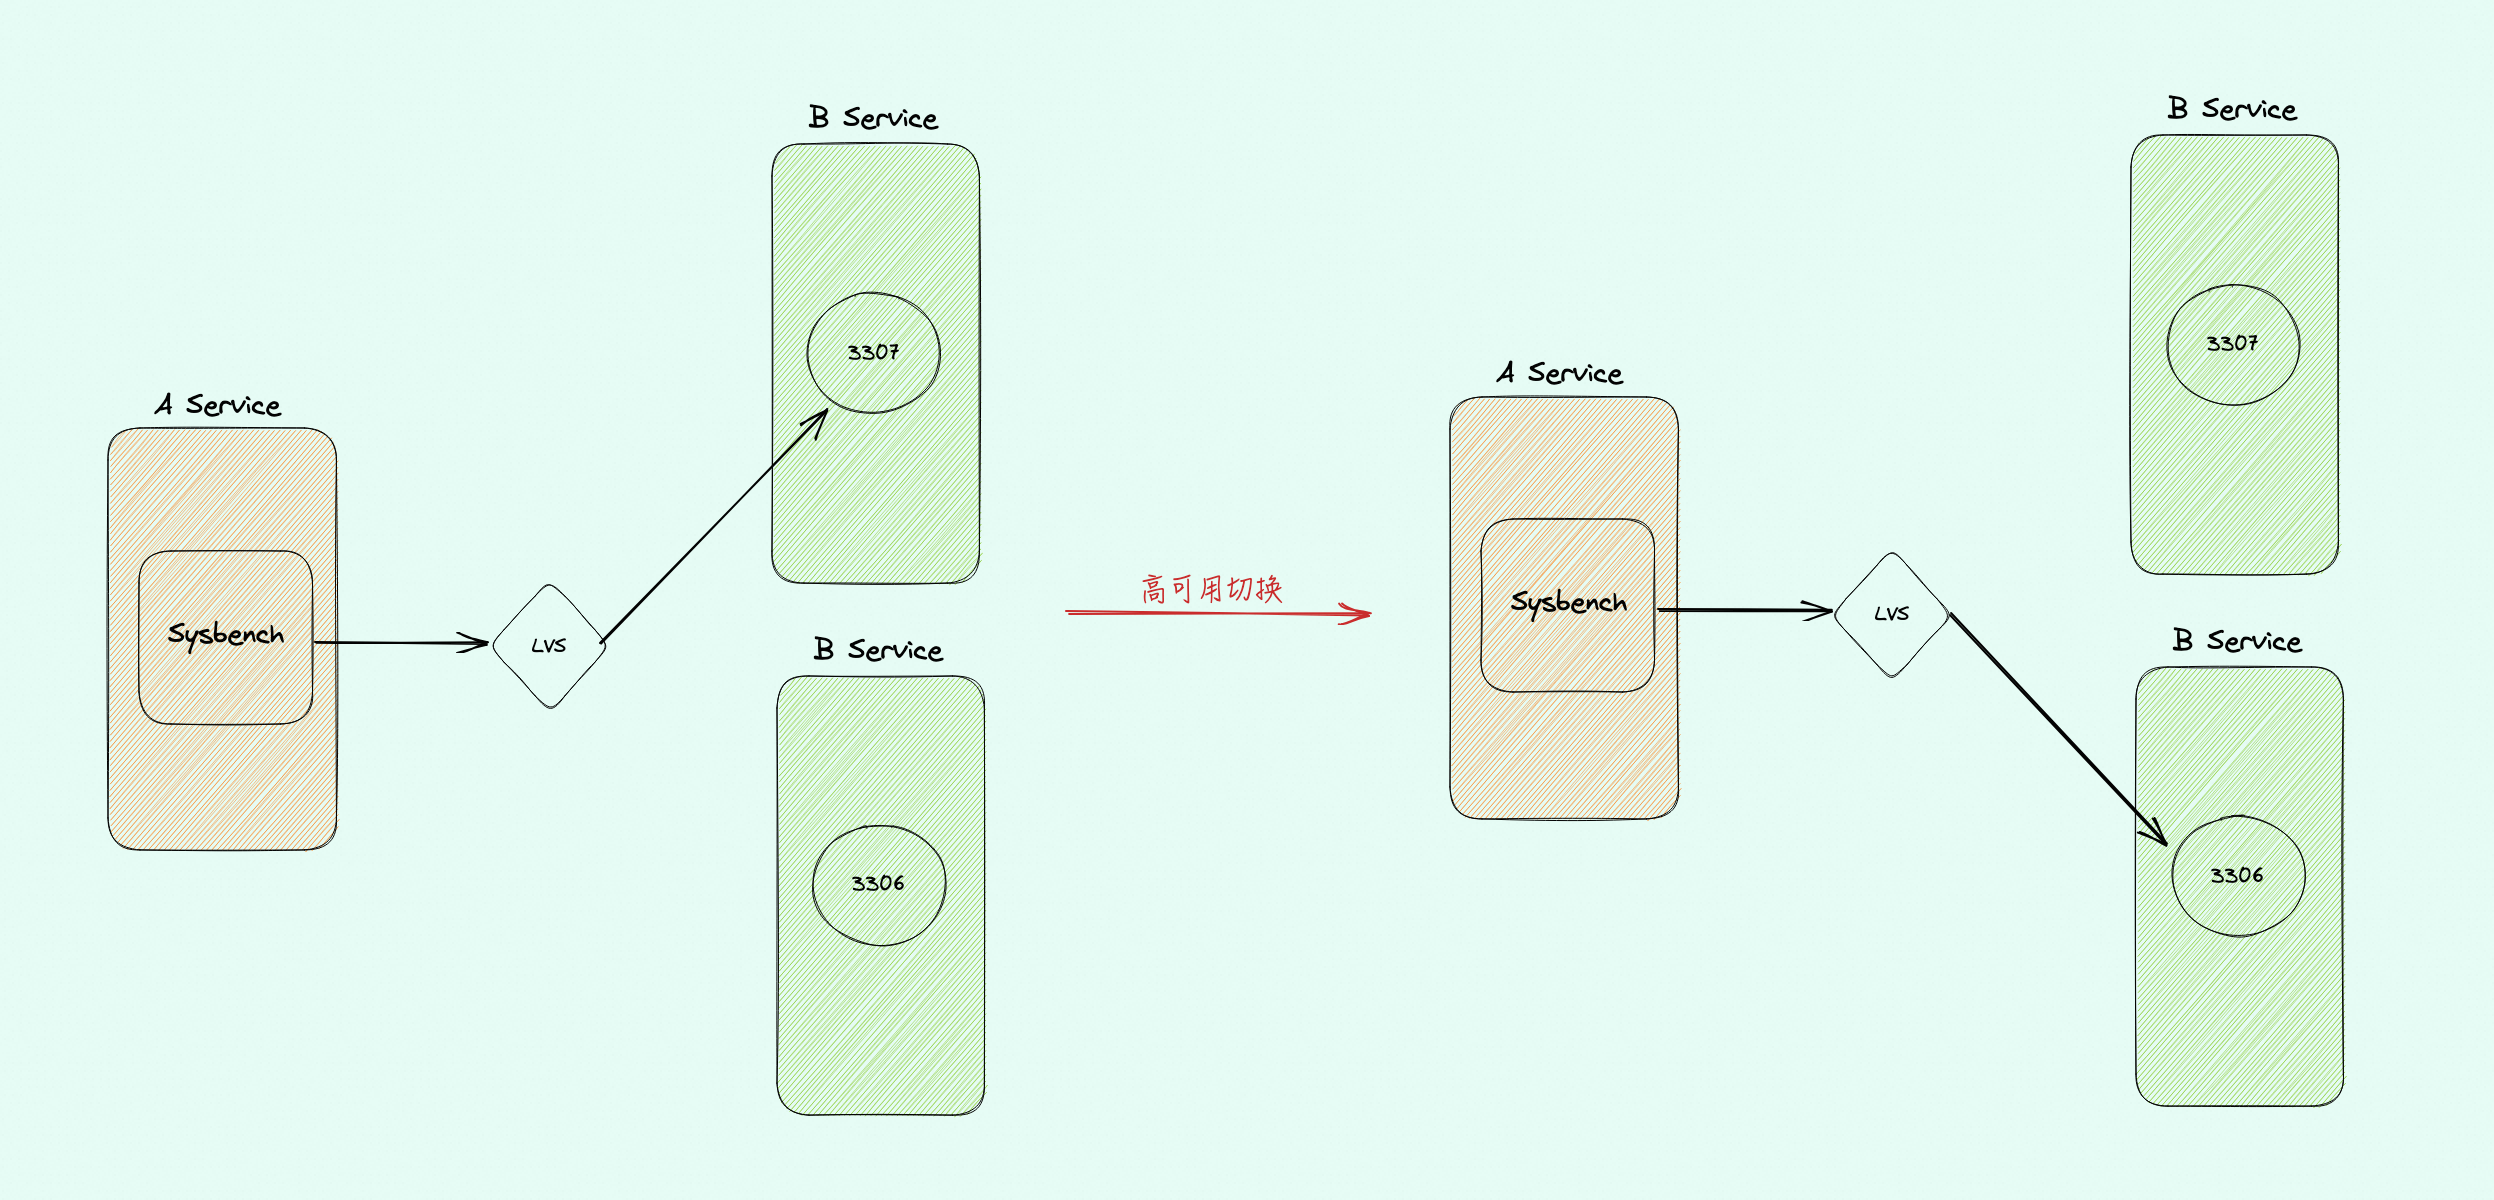 B Service
3307
A Service
Sysbench
LVS
B Service
3306
高可用切换
B Service
3307
A Service
Sysbench
LVS
B Service
3306